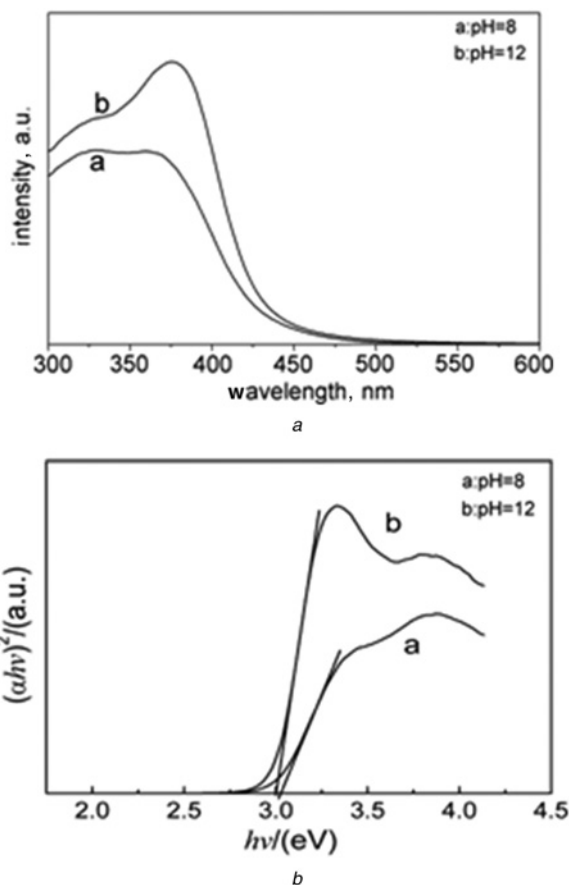 a:pH=8
b:pH=12
b
a
intensity, a.u.
300 350 400 450 500 550 600
wavelength, nm
a
a:pH=8
b:pH=12
b
a
(αhν)²/(a.u.)
2.0 2.5 3.0 3.5 4.0 4.5
hν/(eV)
b